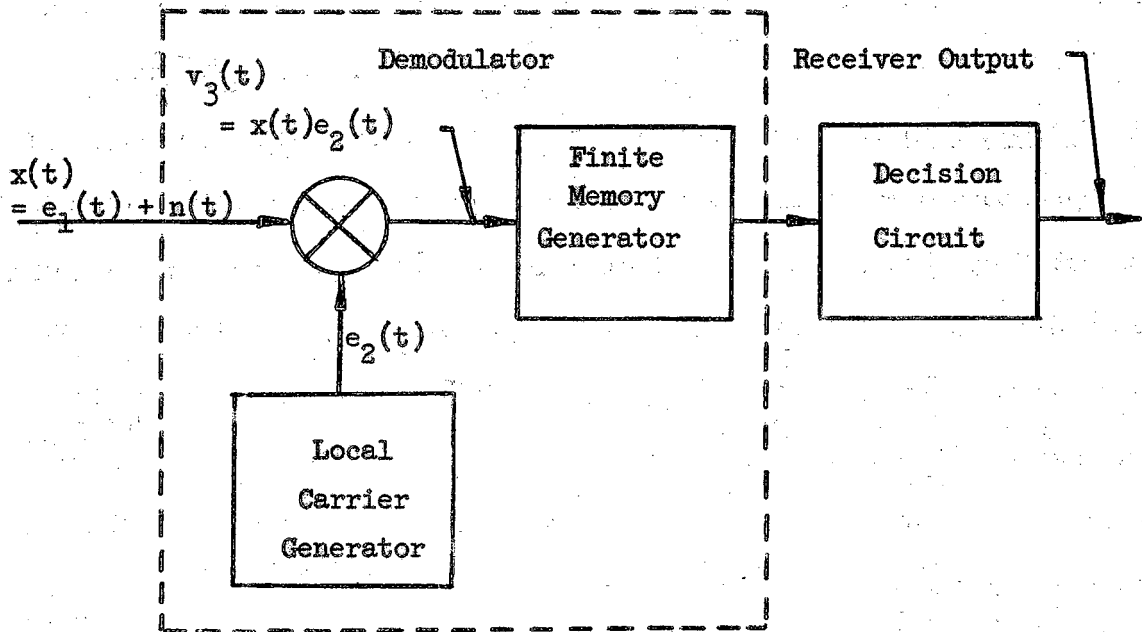 Demodulator
Receiver Output
v₃(t)
= x(t)e₂(t)
x(t)
= e₁(t) + n(t)
Finite
Memory
Generator
Decision
Circuit
e₂(t)
Local
Carrier
Generator